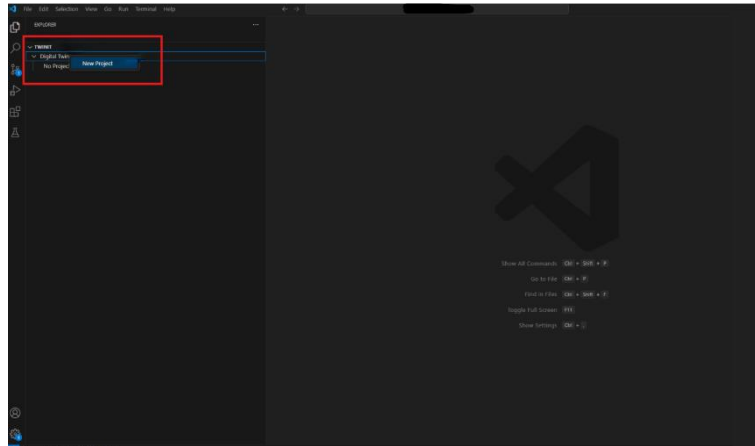 File Edit Selection View Go Run Terminal Help
EXPLORER
TWINIT
Digital Twin
New Project
No Projec
Show All Commands Ctrl + Shift + P
Go to File Ctrl + P
Find in Files Ctrl + Shift + F
Toggle Full Screen F11
Show Settings Ctrl + ,